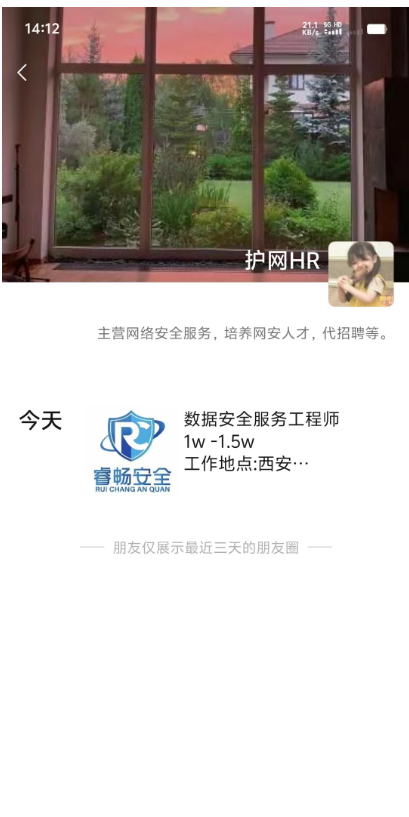 14:12
21.1 5G HD
KB/s
护网HR
主营网络安全服务，培养网安人才，代招聘等。
今天
RC
睿畅安全
RUI CHANG AN QUAN
数据安全服务工程师
1w -1.5w
工作地点:西安…
朋友仅展示最近三天的朋友圈